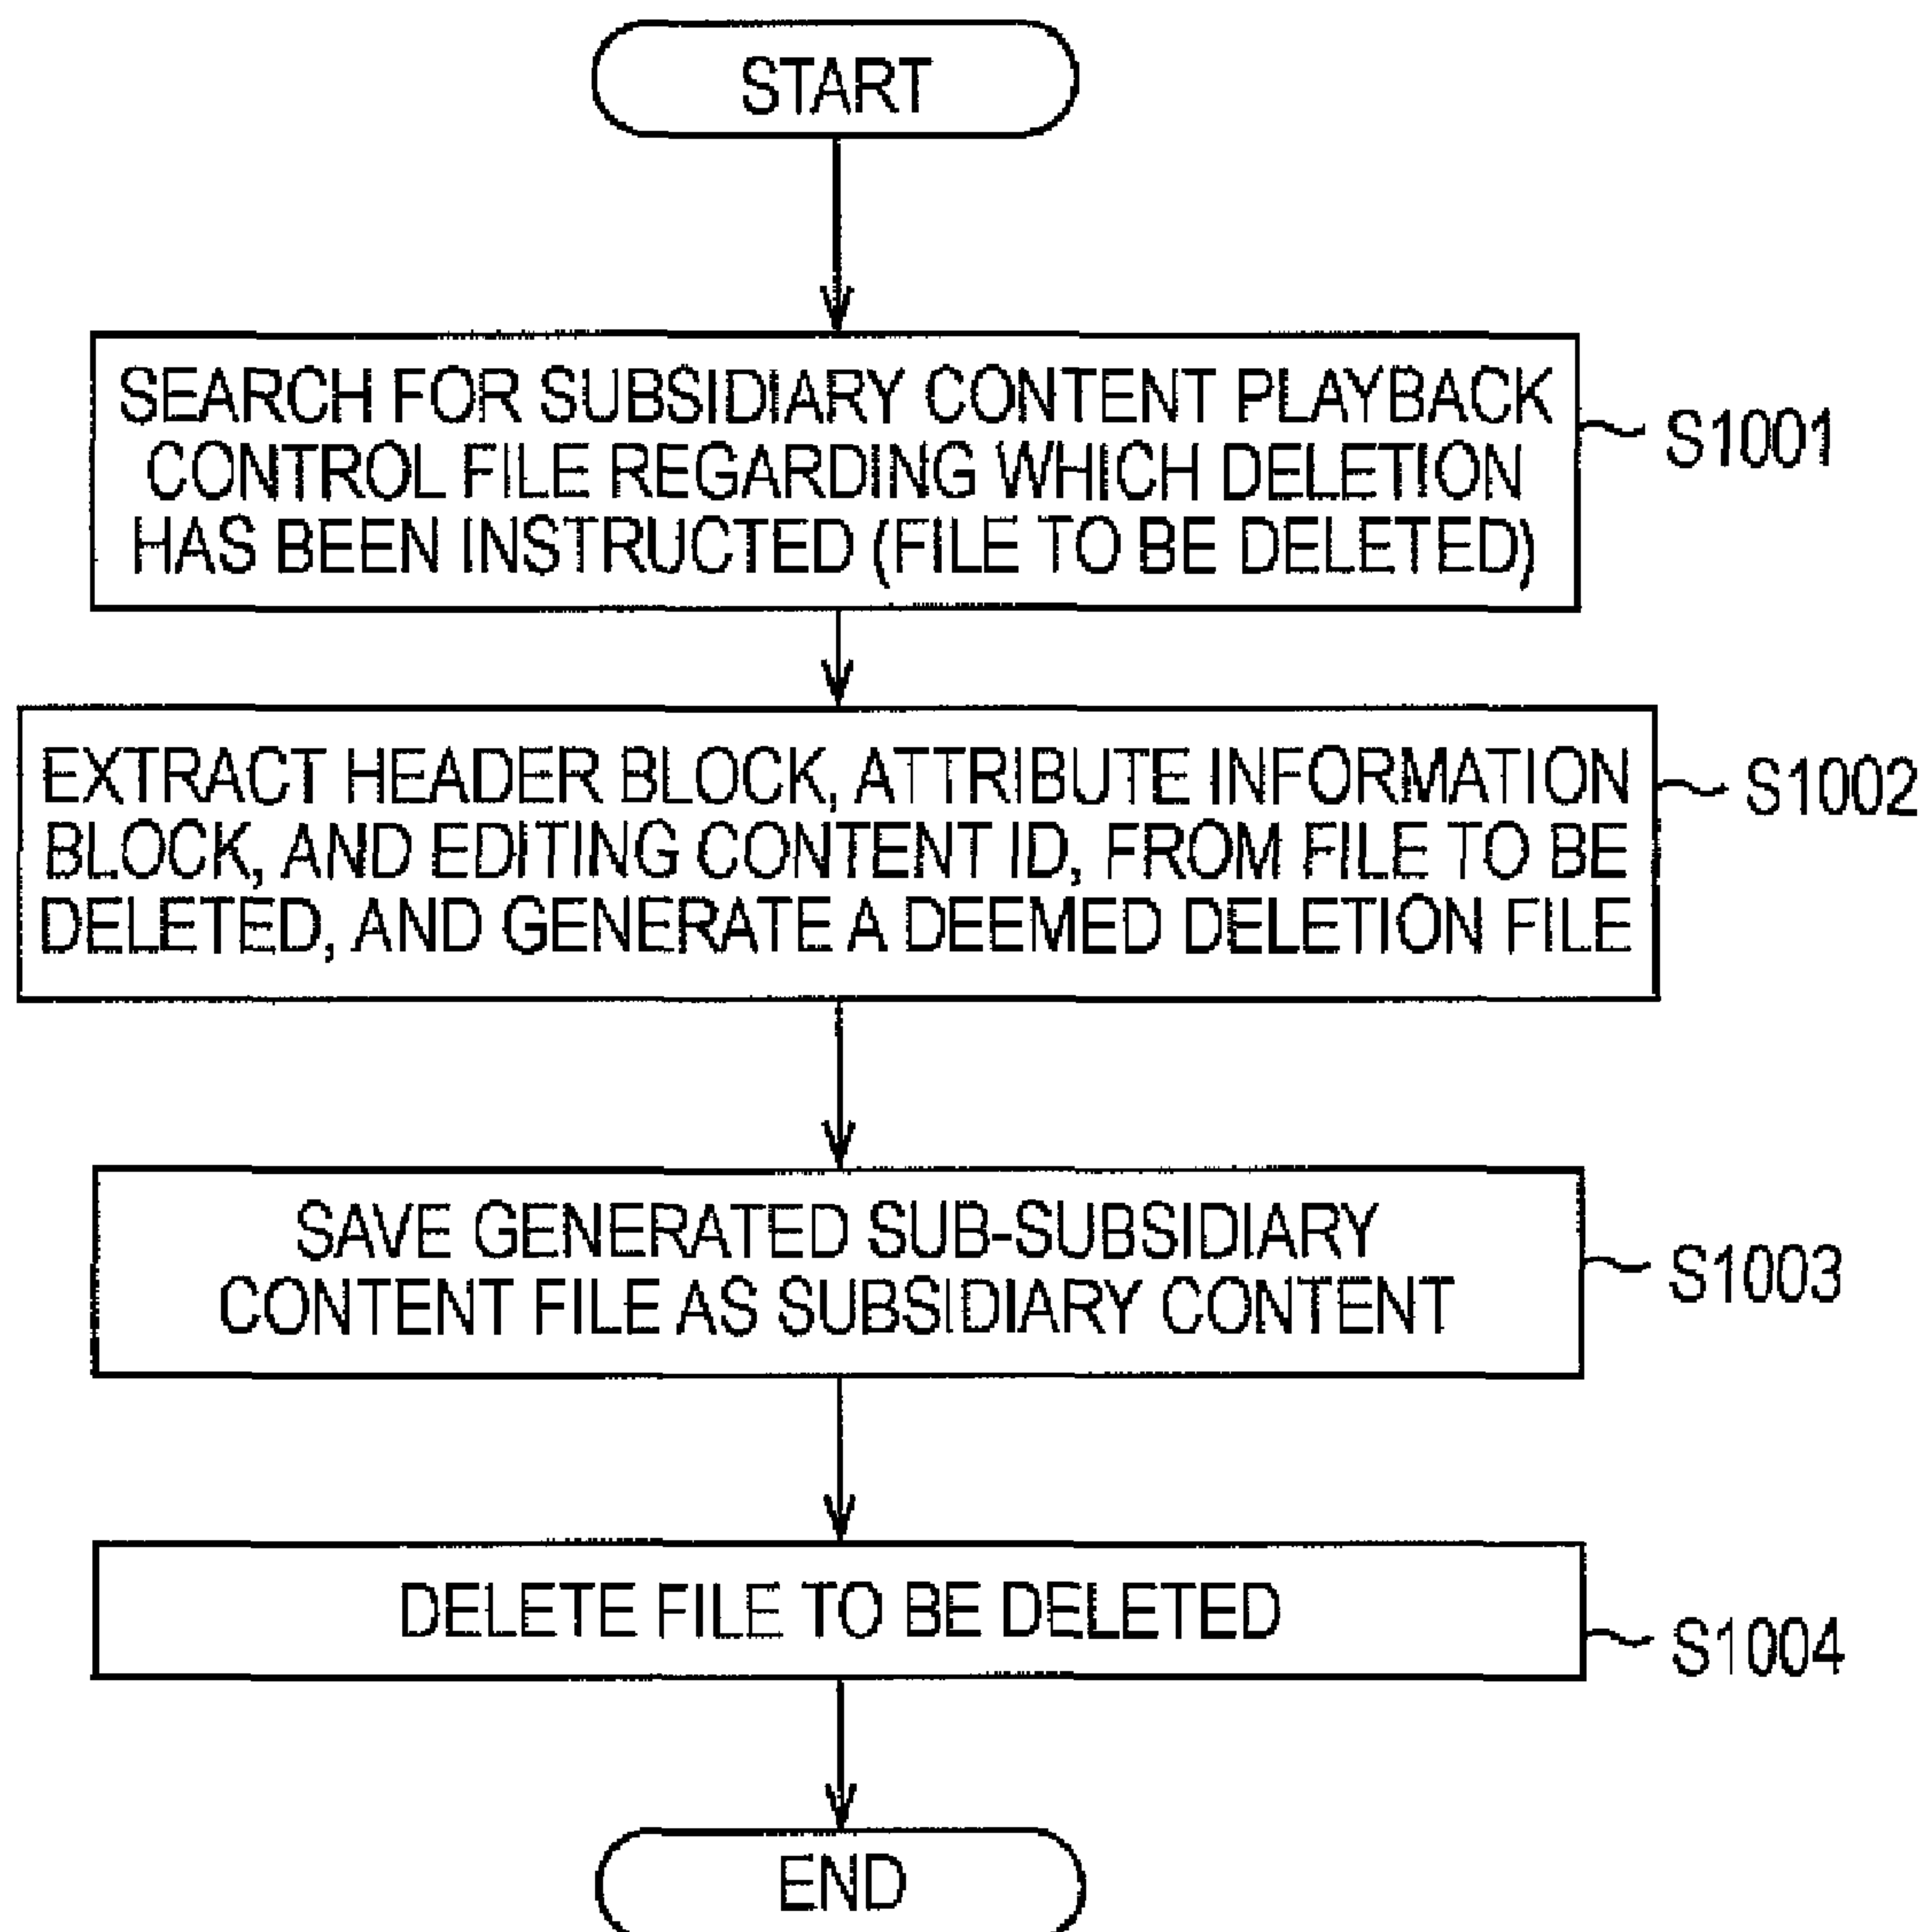 START
SEARCH FOR SUBSIDIARY CONTENT PLAYBACK
CONTROL FILE REGARDING WHICH DELETION
HAS BEEN INSTRUCTED (FILE TO BE DELETED)
S1001
EXTRACT HEADER BLOCK, ATTRIBUTE INFORMATION
BLOCK, AND EDITING CONTENT ID, FROM FILE TO BE
DELETED, AND GENERATE A DEEMED DELETION FILE
S1002
SAVE GENERATED SUB-SUBSIDIARY
CONTENT FILE AS SUBSIDIARY CONTENT
S1003
DELETE FILE TO BE DELETED
S1004
END